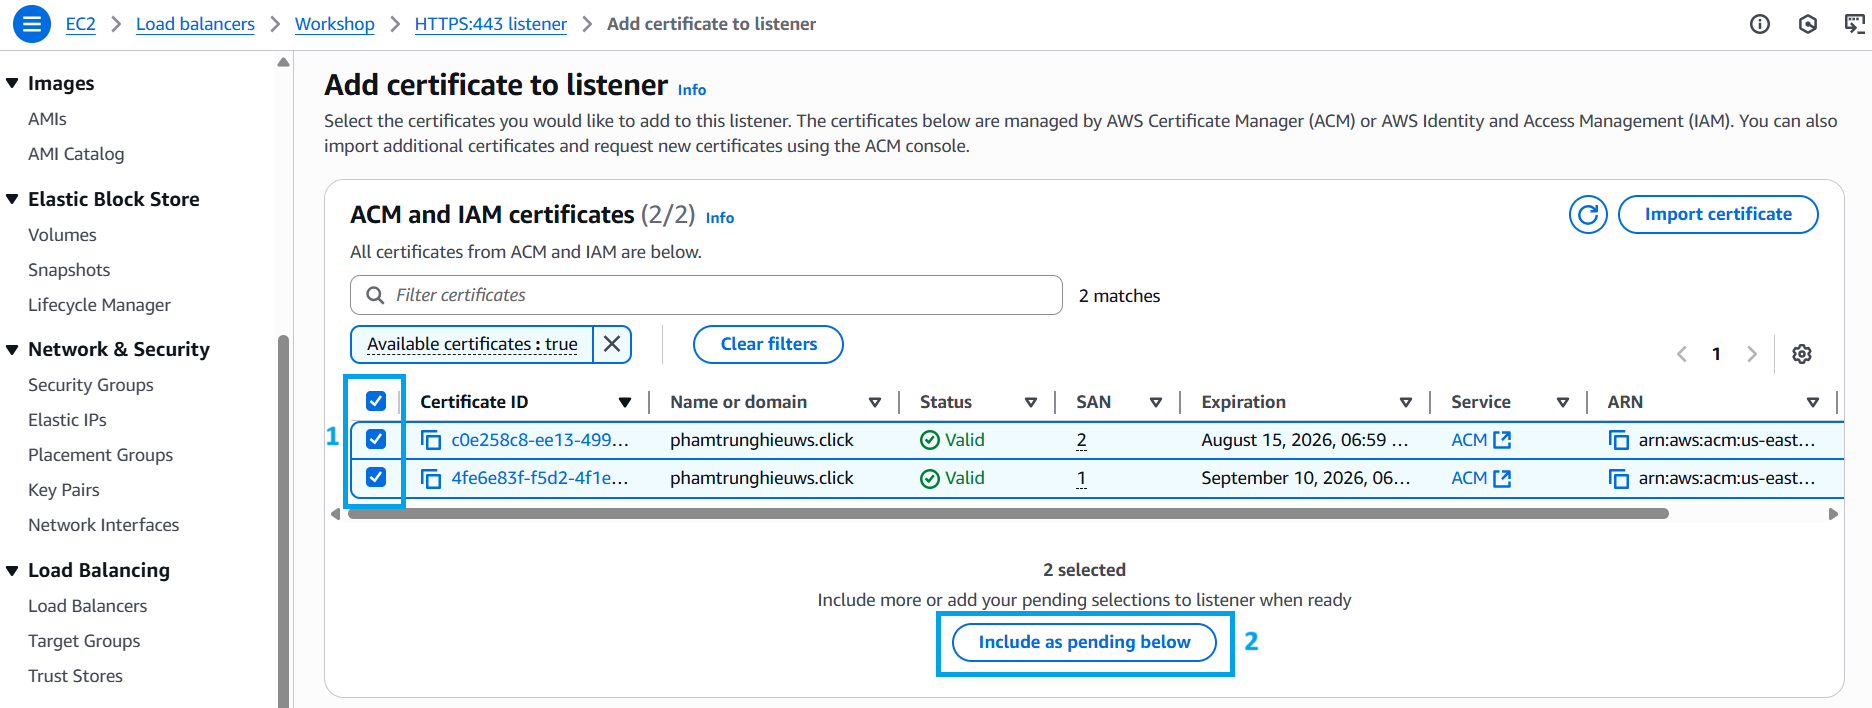 EC2 > Load balancers > Workshop > HTTPS:443 listener > Add certificate to listener
Images
AMIs
AMI Catalog
Elastic Block Store
Volumes
Snapshots
Lifecycle Manager
Network & Security
Security Groups
Elastic IPs
Placement Groups
Key Pairs
Network Interfaces
Load Balancing
Load Balancers
Target Groups
Trust Stores
Add certificate to listener Info
Select the certificates you would like to add to this listener. The certificates below are managed by AWS Certificate Manager (ACM) or AWS Identity and Access Management (IAM). You can also
import additional certificates and request new certificates using the ACM console.
ACM and IAM certificates (2/2) Info
Import certificate
All certificates from ACM and IAM are below.
Filter certificates
2 matches
Available certificates : true
Clear filters
1
Certificate ID Name or domain Status SAN Expiration Service ARN
1
c0e258c8-ee13-499... phamtrunghieuws.click Valid 2 August 15, 2026, 06:59 ... ACM arn:aws:acm:us-east...
4fe6e83f-f5d2-4f1e... phamtrunghieuws.click Valid 1 September 10, 2026, 06... ACM arn:aws:acm:us-east...
2 selected
Include more or add your pending selections to listener when ready
Include as pending below
2